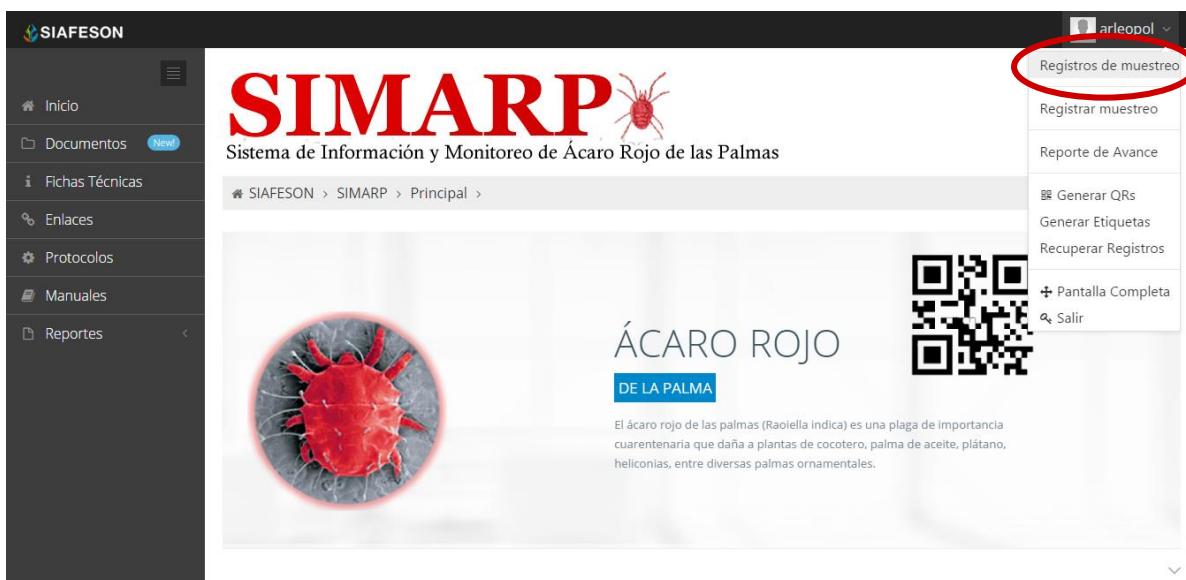 SIAFESON
arleopol
Registros de muestreo
Registrar muestreo
Reporte de Avance
Generar QRs
Generar Etiquetas
Recuperar Registros
Pantalla Completa
Salir
Inicio
Documentos New!
Fichas Técnicas
Enlaces
Protocolos
Manuales
Reportes
SIMARP
Sistema de Información y Monitoreo de Ácaro Rojo de las Palmas
SIAFESON > SIMARP > Principal >
ÁCARO ROJO
DE LA PALMA
El ácaro rojo de las palmas (Raoiella indica) es una plaga de importancia
cuarentenaria que daña a plantas de cocotero, palma de aceite, plátano,
heliconias, entre diversas palmas ornamentales.